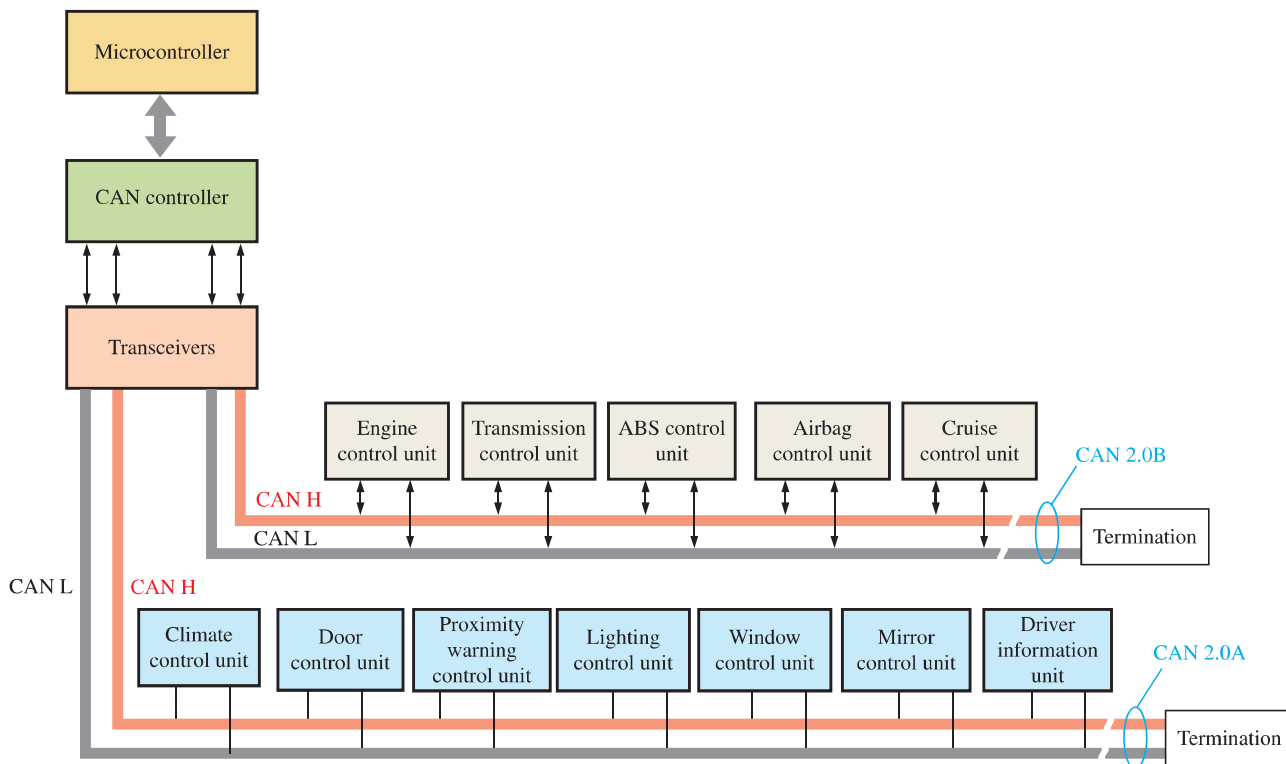 Microcontroller
CAN controller
Transceivers
Engine
control unit
Transmission
control unit
ABS control
unit
Airbag
control unit
Cruise
control unit
CAN 2.0B
CAN H
CAN L
Termination
CAN L
CAN H
Climate
control unit
Door
control unit
Proximity
warning
control unit
Lighting
control unit
Window
control unit
Mirror
control unit
Driver
information
unit
CAN 2.0A
Termination